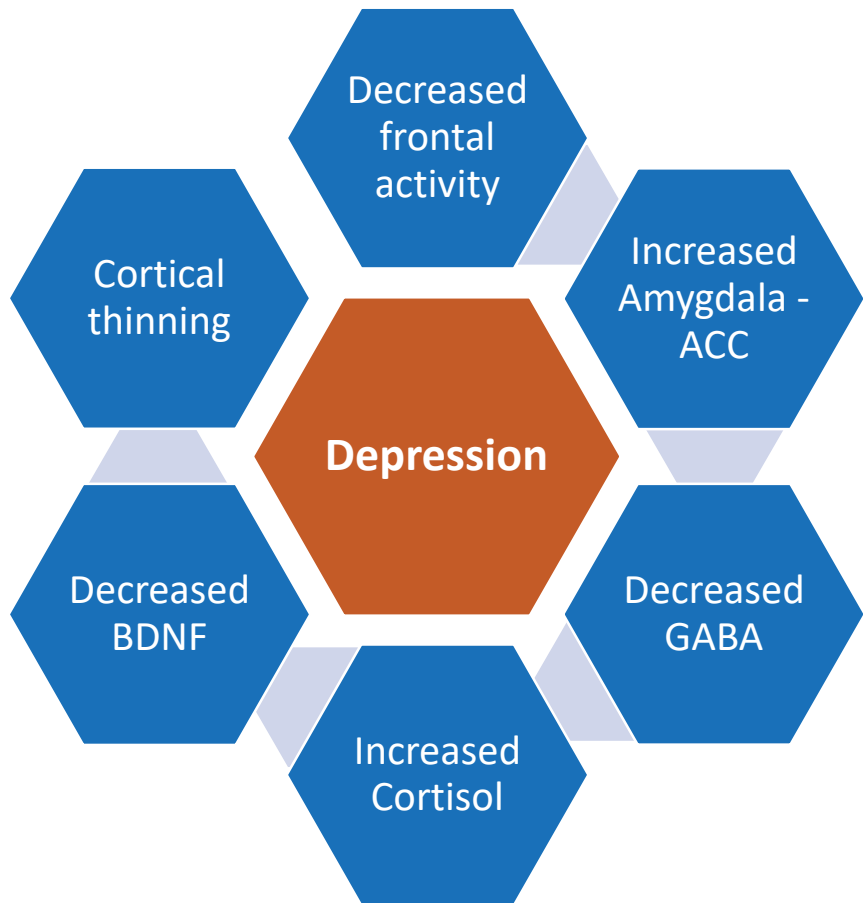 Decreased
frontal
activity
Increased
Amygdala -
ACC
Decreased
GABA
Increased
Cortisol
Decreased
BDNF
Cortical
thinning
Depression